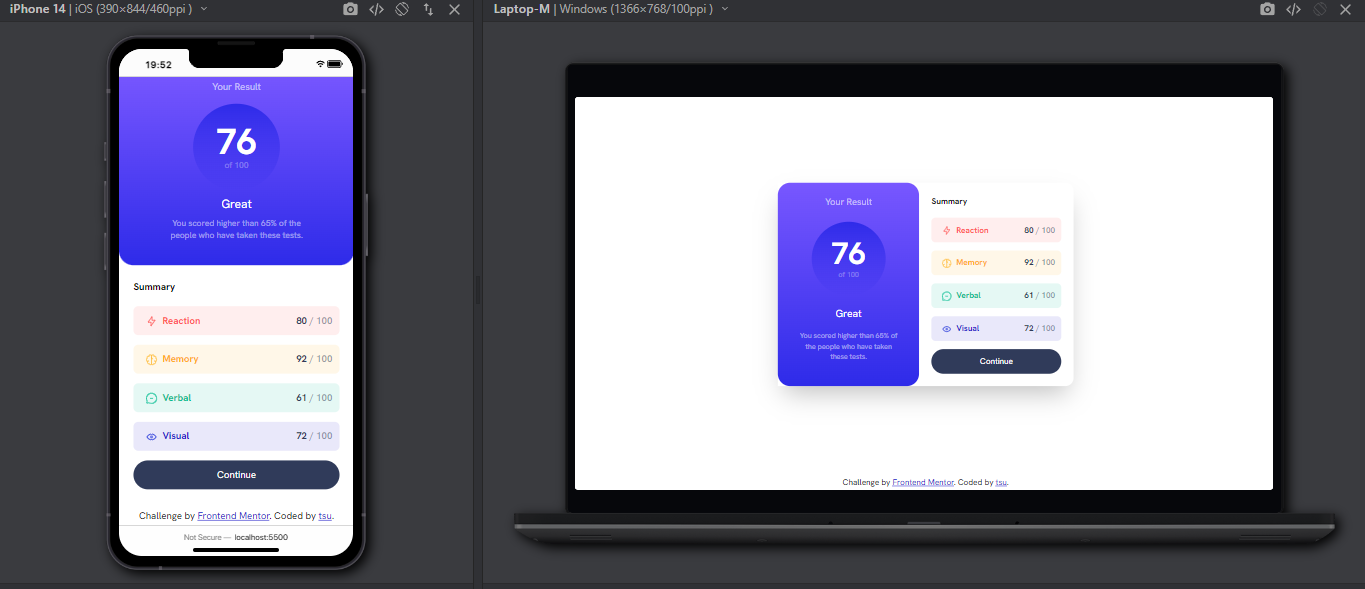 iPhone 14 | iOS (390×844/460ppi )
19:52
Your Result
76
of 100
Great
You scored higher than 65% of the
people who have taken these tests.
Summary
Reaction 80 / 100
Memory 92 / 100
Verbal 61 / 100
Visual 72 / 100
Continue
Challenge by Frontend Mentor. Coded by tsu.
Not Secure — localhost:5500
Laptop-M | Windows (1366×768/100ppi )
Your Result
76
of 100
Great
You scored higher than 65% of
the people who have taken
these tests.
Summary
Reaction 80 / 100
Memory 92 / 100
Verbal 61 / 100
Visual 72 / 100
Continue
Challenge by Frontend Mentor. Coded by tsu.